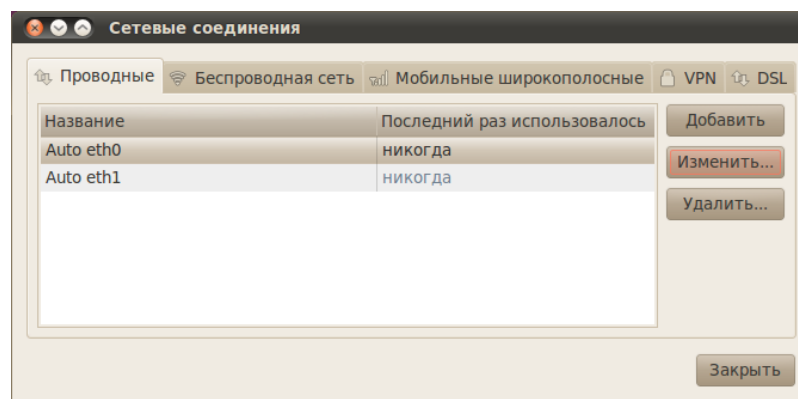 Сетевые соединения
Проводные Беспроводная сеть Мобильные широкополосные VPN DSL
Название Последний раз использовалось Добавить
Auto eth0 никогда Изменить...
Auto eth1 никогда
Удалить...
Закрыть